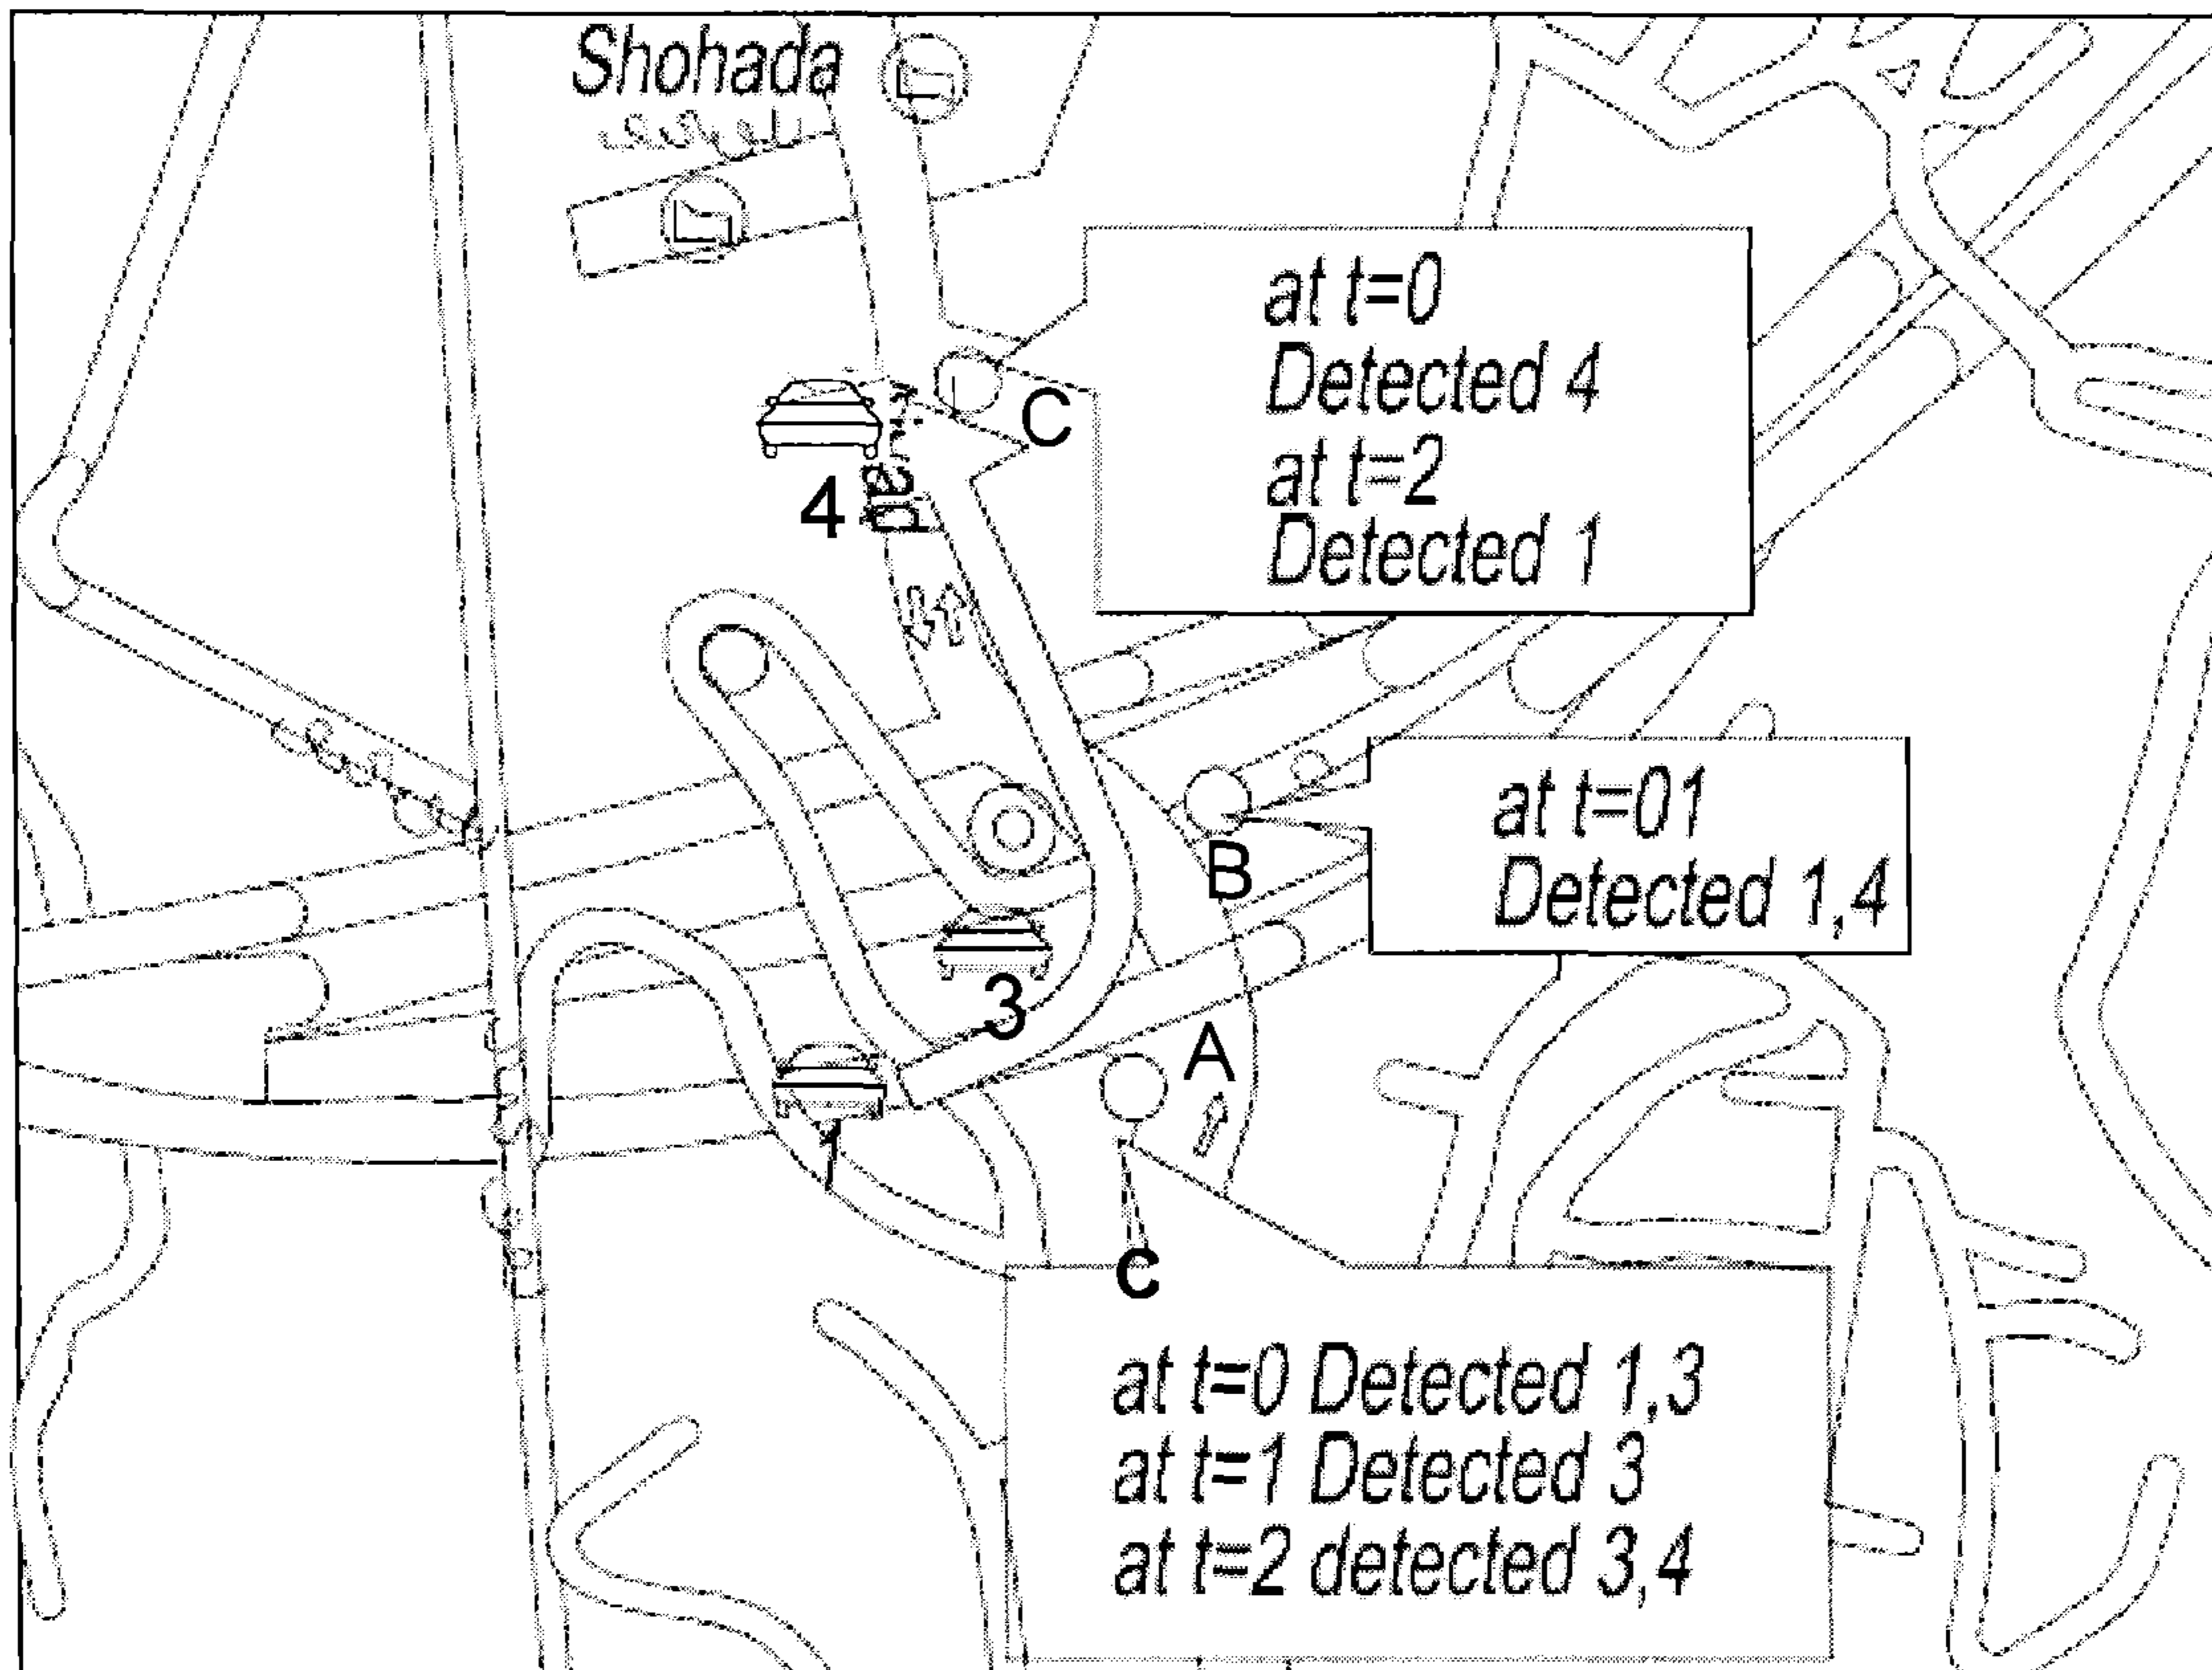 Shohada
at t=0
Detected 4
at t=2
Detected 1
C
4
at t=01
Detected 1,4
B
3
A
1
c
at t=0 Detected 1,3
at t=1 Detected 3
at t=2 detected 3,4